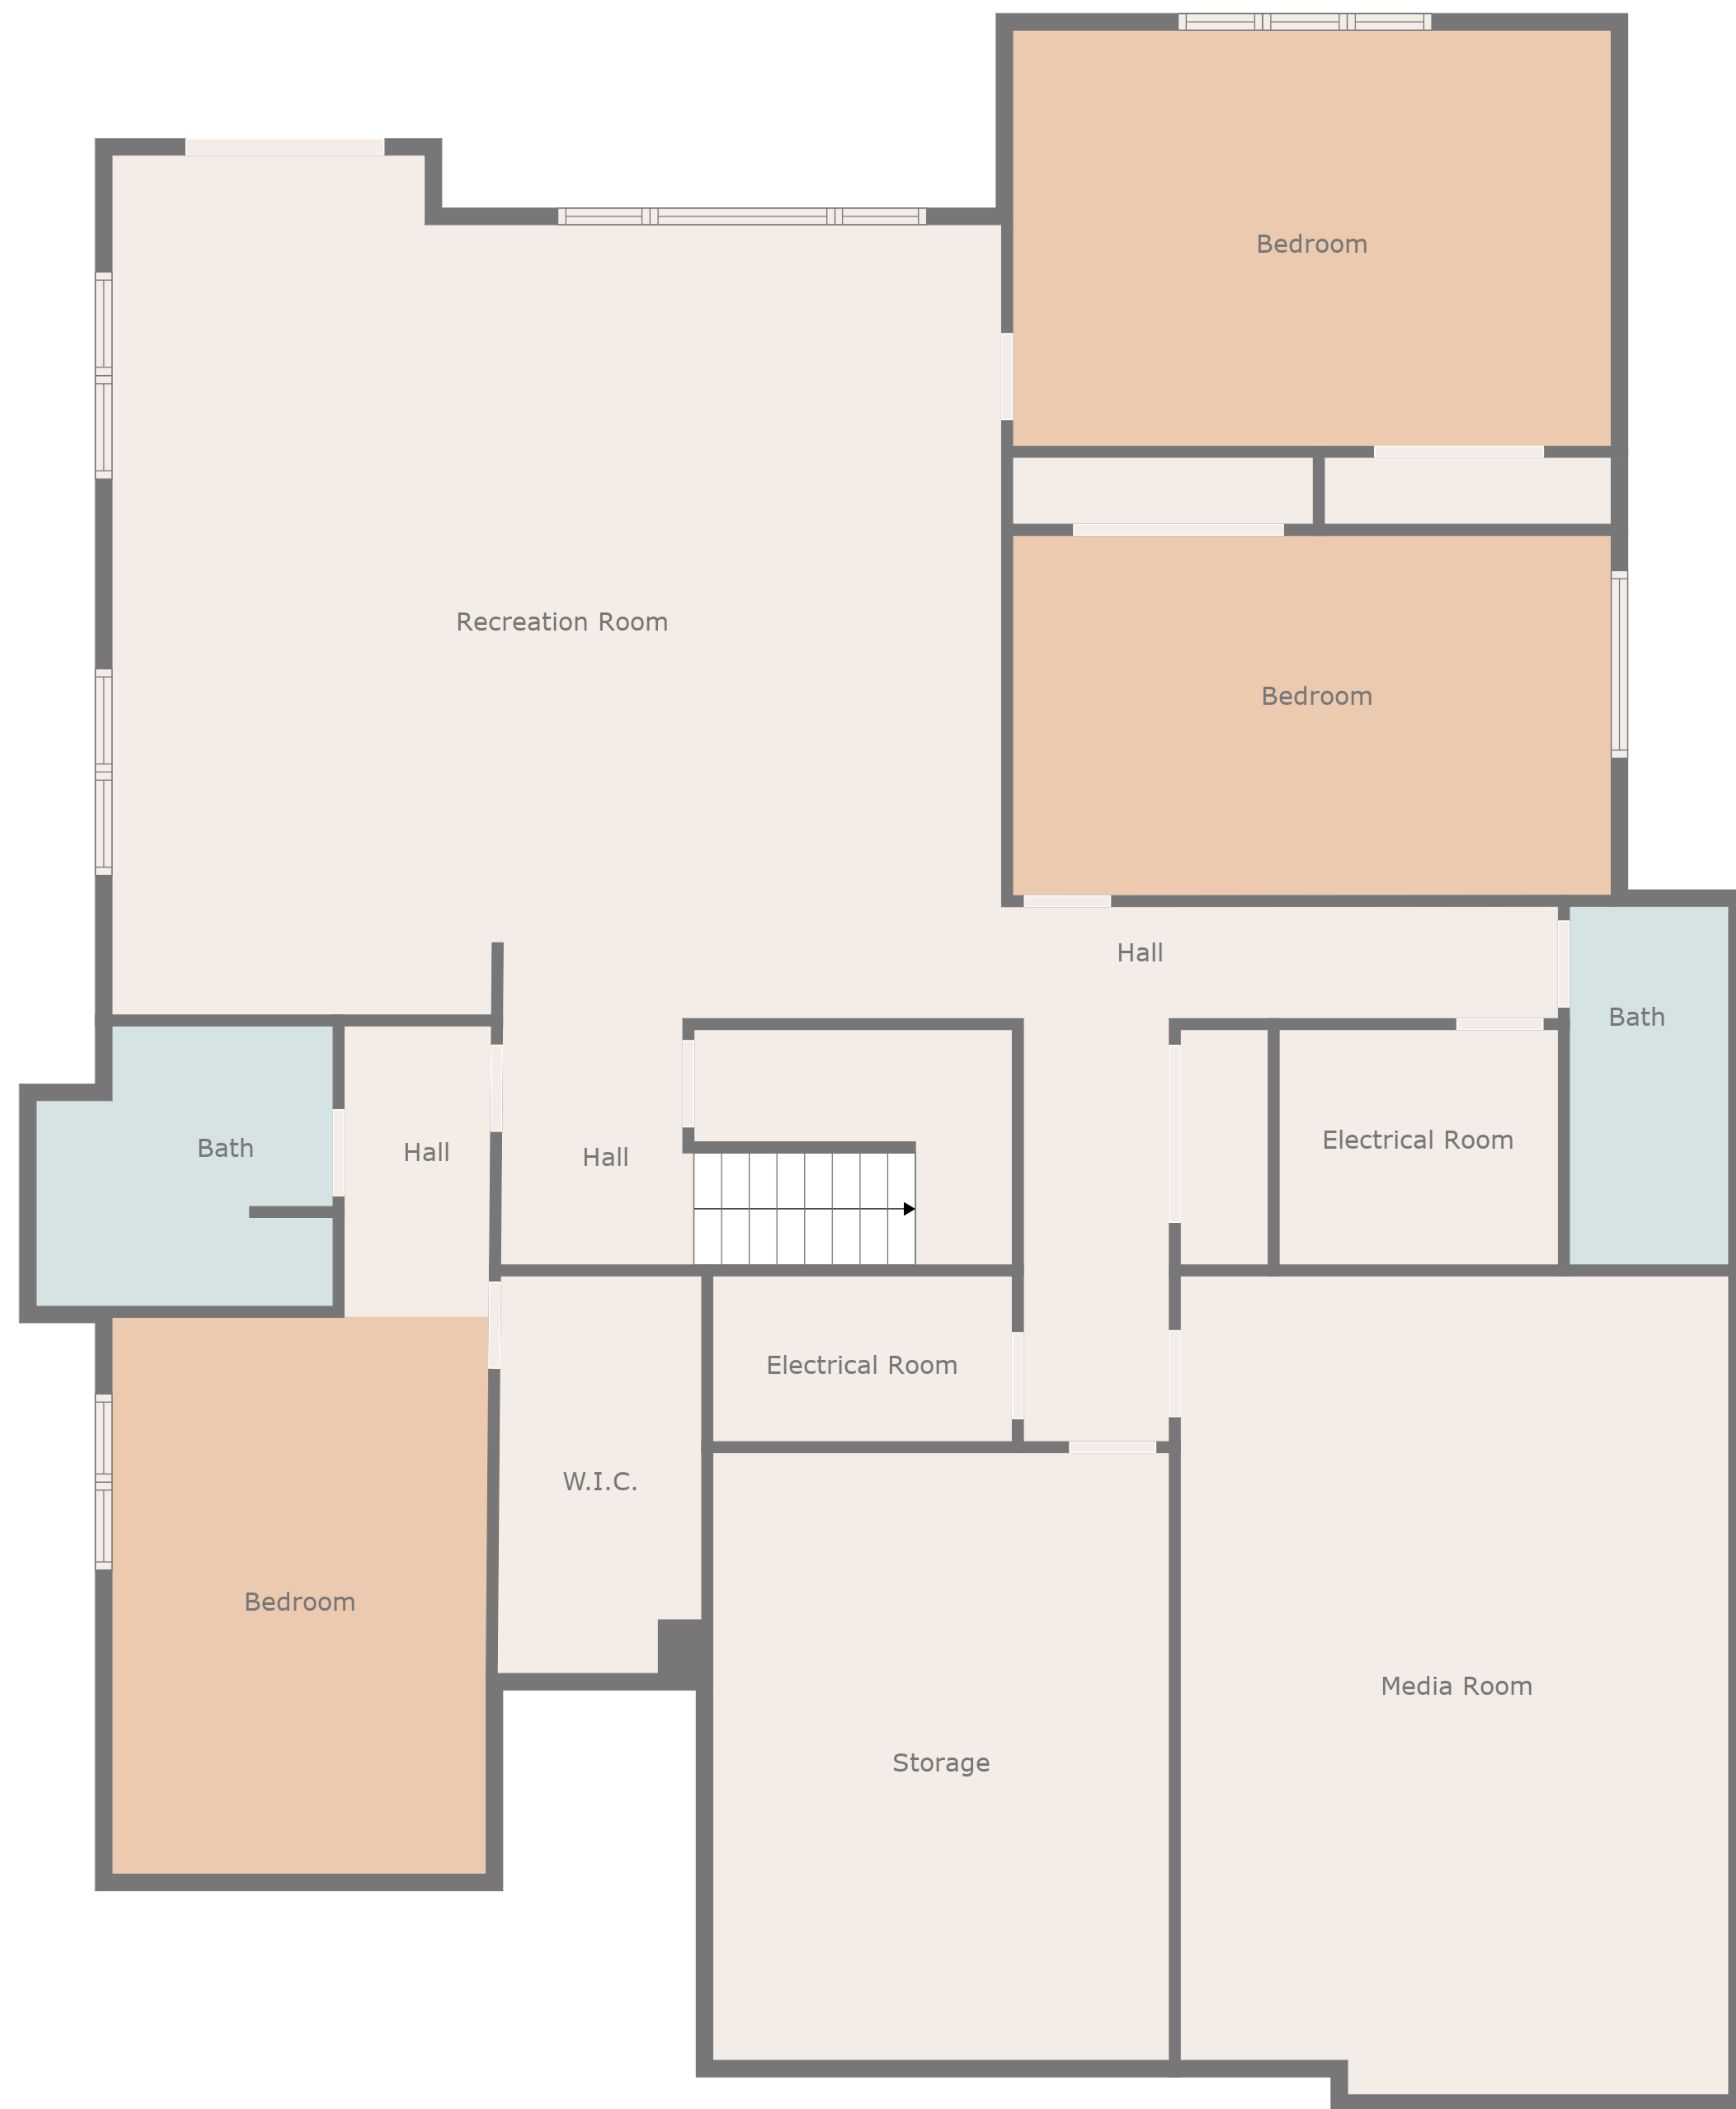 Bedroom
Recreation Room
Bedroom
Hall
Bath
Bath
Hall
Hall
Electrical Room
Electrical Room
W.I.C.
Bedroom
Media Room
Storage